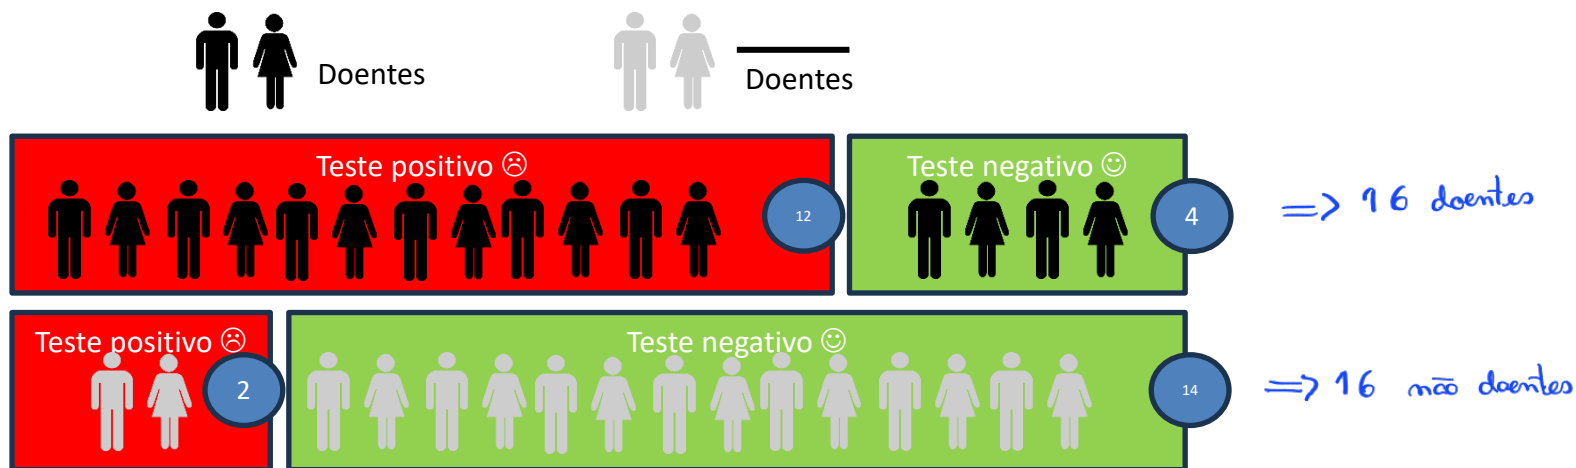 Doentes
Doentes
Teste positivo ☹
12
Teste negativo ☺
4
=> 16 doentes
Teste positivo ☹
2
Teste negativo ☺
14
=> 16 não doentes